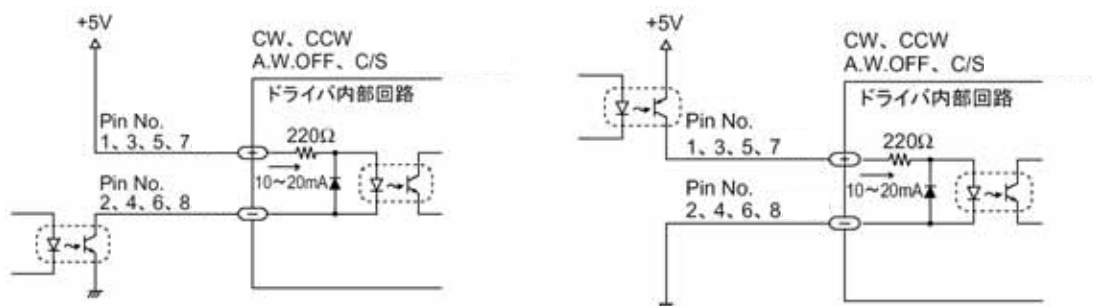 +5V
CW、CCW
A.W.OFF、C/S
ドライバ内部回路
Pin No.
1、3、5、7
220Ω
10～20mA
Pin No.
2、4、6、8
+5V
CW、CCW
A.W.OFF、C/S
ドライバ内部回路
Pin No.
1、3、5、7
220Ω
10～20mA
Pin No.
2、4、6、8